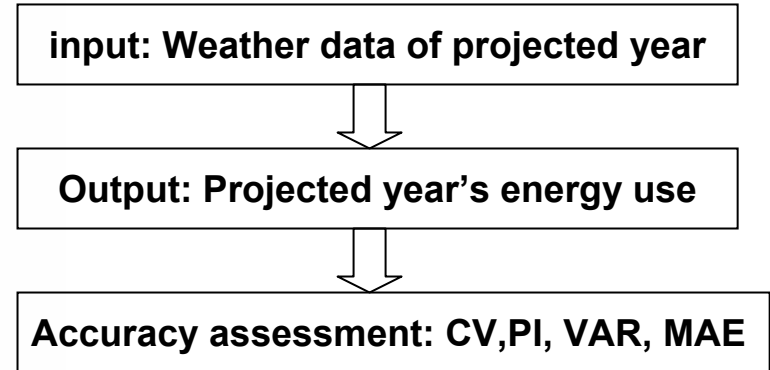 input: Weather data of projected year
Output: Projected year’s energy use
Accuracy assessment: CV,PI, VAR, MAE